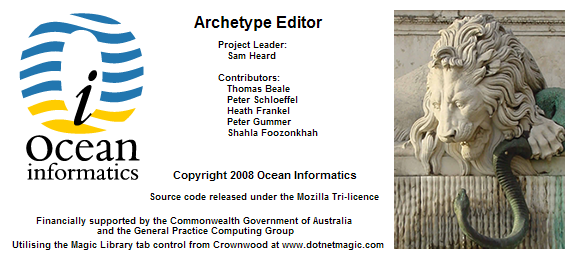 Archetype Editor
Project Leader:
Sam Heard
Contributors:
Thomas Beale
Peter Schloeffel
Heath Frankel
Peter Gummer
Shahla Foozonkhah
i
Ocean
informatics
Copyright 2008 Ocean Informatics
Source code released under the Mozilla Tri-licence
Financially supported by the Commonwealth Government of Australia
and the General Practice Computing Group
Utilising the Magic Library tab control from Crownwood at www.dotnetmagic.com